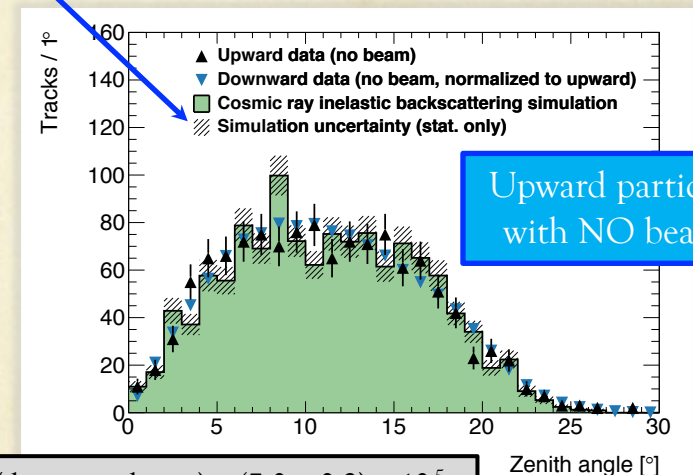 Tracks / 1°
160
140
120
100
80
60
40
20
0
▲ Upward data (no beam)
▼ Downward data (no beam, normalized to upward)
Cosmic ray inelastic backscattering simulation
Simulation uncertainty (stat. only)
Upward
with NO
0 5 10 15 20 25 30
Zenith angle [°]